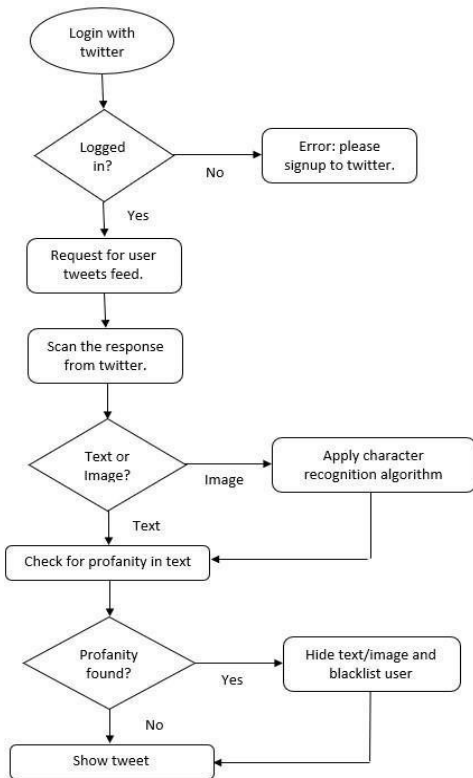 Login with
twitter
Logged
in?
No
Error: please
signup to twitter.
Yes
Request for user
tweets feed.
Scan the response
from twitter.
Text or
Image?
Image
Apply character
recognition algorithm
Text
Check for profanity in text
Profanity
found?
Yes
Hide text/image and
blacklist user
No
Show tweet